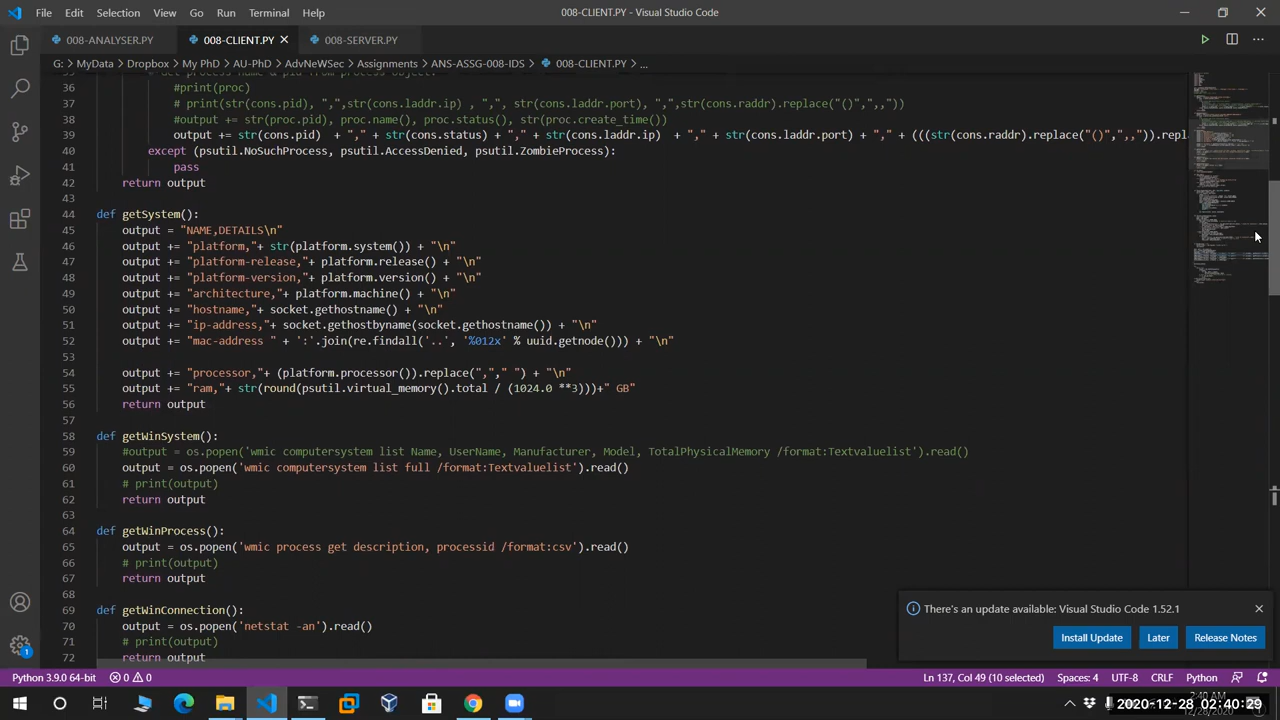 File Edit Selection View Go Run Terminal Help
008-CLIENT.PY - Visual Studio Code
008-ANALYSER.PY 008-CLIENT.PY 008-SERVER.PY
G: > MyData > Dropbox > My PhD > AU-PhD > AdvNeWSec > Assignments > ANS-ASSG-008-IDS > 008-CLIENT.PY > ...
36 #print(proc)
37 # print(str(cons.pid), ",",str(cons.laddr.ip) , ",", str(cons.laddr.port), ",",str(cons.raddr).replace("()",",,"))
38 #output += str(proc.pid), proc.name(), proc.status(), str(proc.create_time())
39 output += str(cons.pid) + "," + str(cons.status) + "," + str(cons.laddr.ip) + "," + str(cons.laddr.port) + "," + (((str(cons.raddr).replace("()",",,")).repl
40 except (psutil.NoSuchProcess, psutil.AccessDenied, psutil.ZombieProcess):
41 pass
42 return output
43
44 def getSystem():
45 output = "NAME,DETAILS\n"
46 output += "platform,"+ str(platform.system()) + "\n"
47 output += "platform-release,"+ platform.release() + "\n"
48 output += "platform-version,"+ platform.version() + "\n"
49 output += "architecture,"+ platform.machine() + "\n"
50 output += "hostname,"+ socket.gethostname() + "\n"
51 output += "ip-address,"+ socket.gethostbyname(socket.gethostname()) + "\n"
52 output += "mac-address " + ':'.join(re.findall('..', '%012x' % uuid.getnode())) + "\n"
53
54 output += "processor,"+ (platform.processor()).replace(","," ") + "\n"
55 output += "ram,"+ str(round(psutil.virtual_memory().total / (1024.0 **3)))+" GB"
56 return output
57
58 def getWinSystem():
59 #output = os.popen('wmic computersystem list Name, UserName, Manufacturer, Model, TotalPhysicalMemory /format:Textvaluelist').read()
60 output = os.popen('wmic computersystem list full /format:Textvaluelist').read()
61 # print(output)
62 return output
63
64 def getWinProcess():
65 output = os.popen('wmic process get description, processid /format:csv').read()
66 # print(output)
67 return output
68
69 def getWinConnection():
70 output = os.popen('netstat -an').read()
71 # print(output)
72 return output
There's an update available: Visual Studio Code 1.52.1
Install Update Later Release Notes
Python 3.9.0 64-bit 0 0 Ln 137, Col 49 (10 selected) Spaces: 4 UTF-8 CRLF Python
2020-12-28 02:40:29